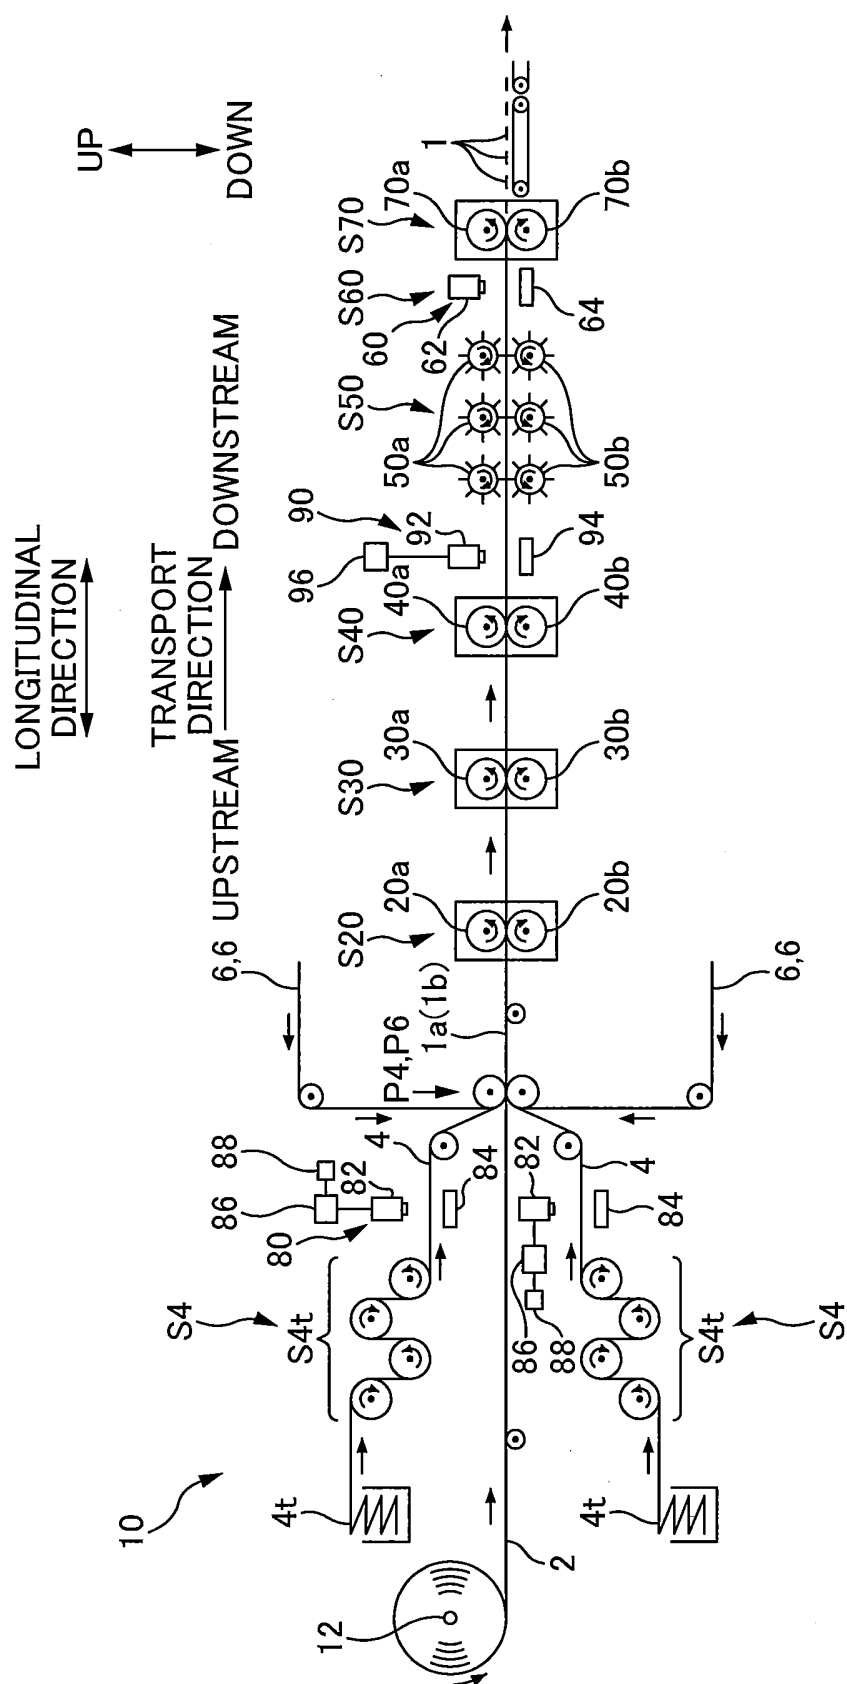 LONGITUDINAL
DIRECTION
UP
DOWN
TRANSPORT
DIRECTION
UPSTREAM
DOWNSTREAM
10
12
2
4t
S4
S4t
80
86
88
82
84
4
6,6
P4,P6
1a(1b)
S20
20a
20b
S30
30a
30b
S40
40a
40b
90
96
92
94
S50
50a
50b
S60
60
62
64
S70
70a
70b
1
86
88
82
84
4
6,6
4t
S4t
S4